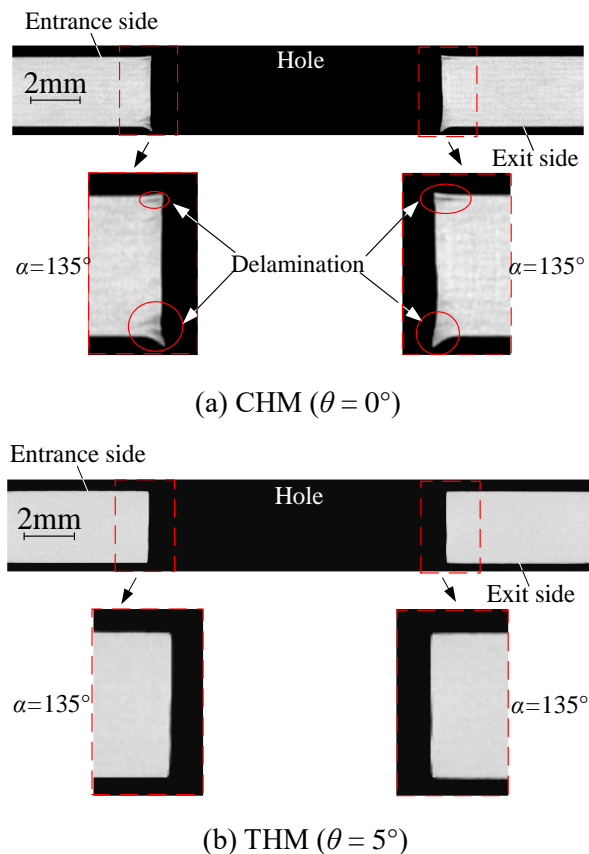 Entrance side
Hole
2mm
Exit side
α=135°
Delamination
α=135°
(a) CHM (θ = 0°)
Entrance side
Hole
2mm
Exit side
α=135°
α=135°
(b) THM (θ = 5°)